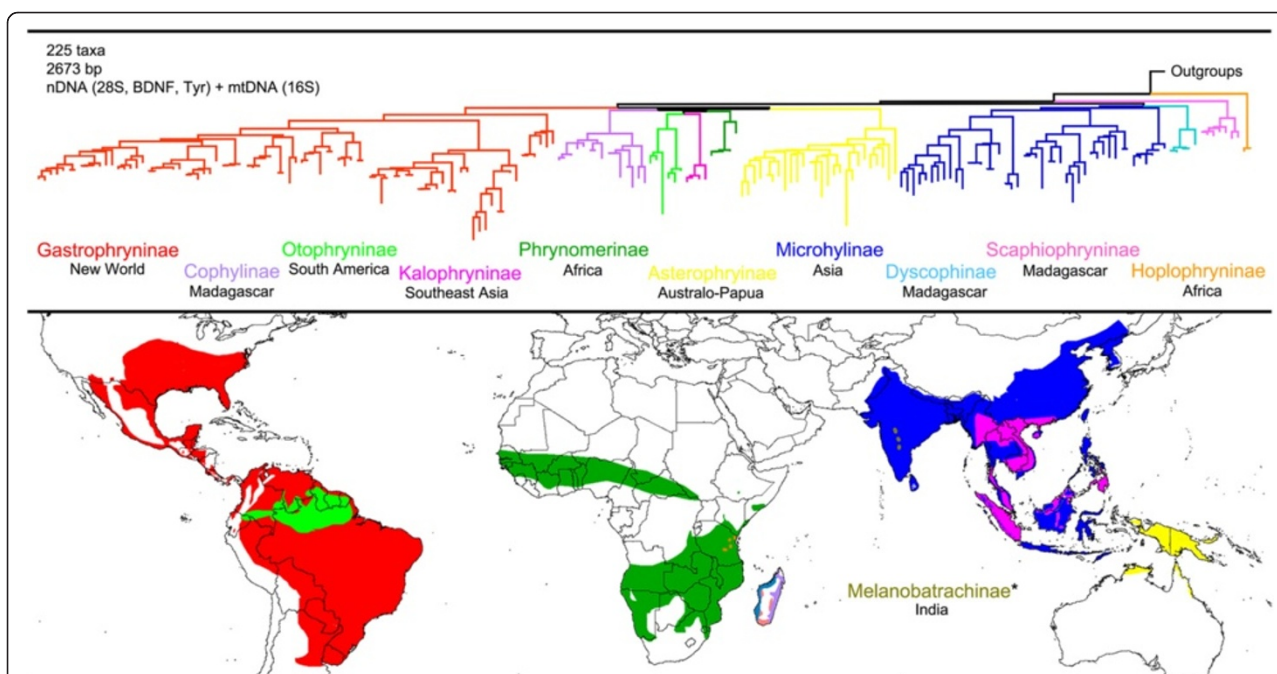 225 taxa
2673 bp
nDNA (28S, BDNF, Tyr) + mtDNA (16S)
Outgroups
Gastrophryninae
New World
Cophylinae
Madagascar
Otophryninae
South America
Kalophryninae
Southeast Asia
Phrynomerinae
Africa
Asterophryinae
Australo-Papua
Microhylinae
Asia
Dyscophinae
Madagascar
Scaphiophryninae
Madagascar
Hoplophryninae
Africa
Melanobatrachinae*
India